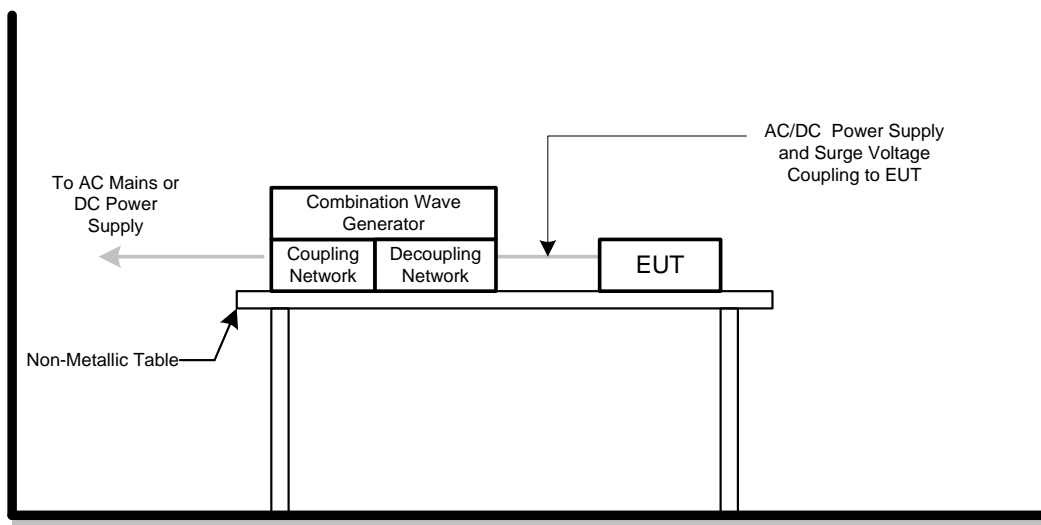 To AC Mains or
DC Power
Supply
Combination Wave
Generator
Coupling
Network
Decoupling
Network
AC/DC Power Supply
and Surge Voltage
Coupling to EUT
EUT
Non-Metallic Table